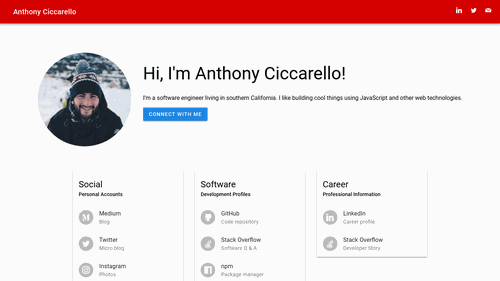 Anthony Ciccarello
Hi, I'm Anthony Ciccarello!
I'm a software engineer living in southern California. I like building cool things using JavaScript and other web technologies.
CONNECT WITH ME
Social
Personal Accounts
Medium
Blog
Twitter
Micro blog
Instagram
Photos
Software
Development Profiles
GitHub
Code repository
Stack Overflow
Software Q & A
npm
Package manager
Career
Professional Information
LinkedIn
Career profile
Stack Overflow
Developer Story